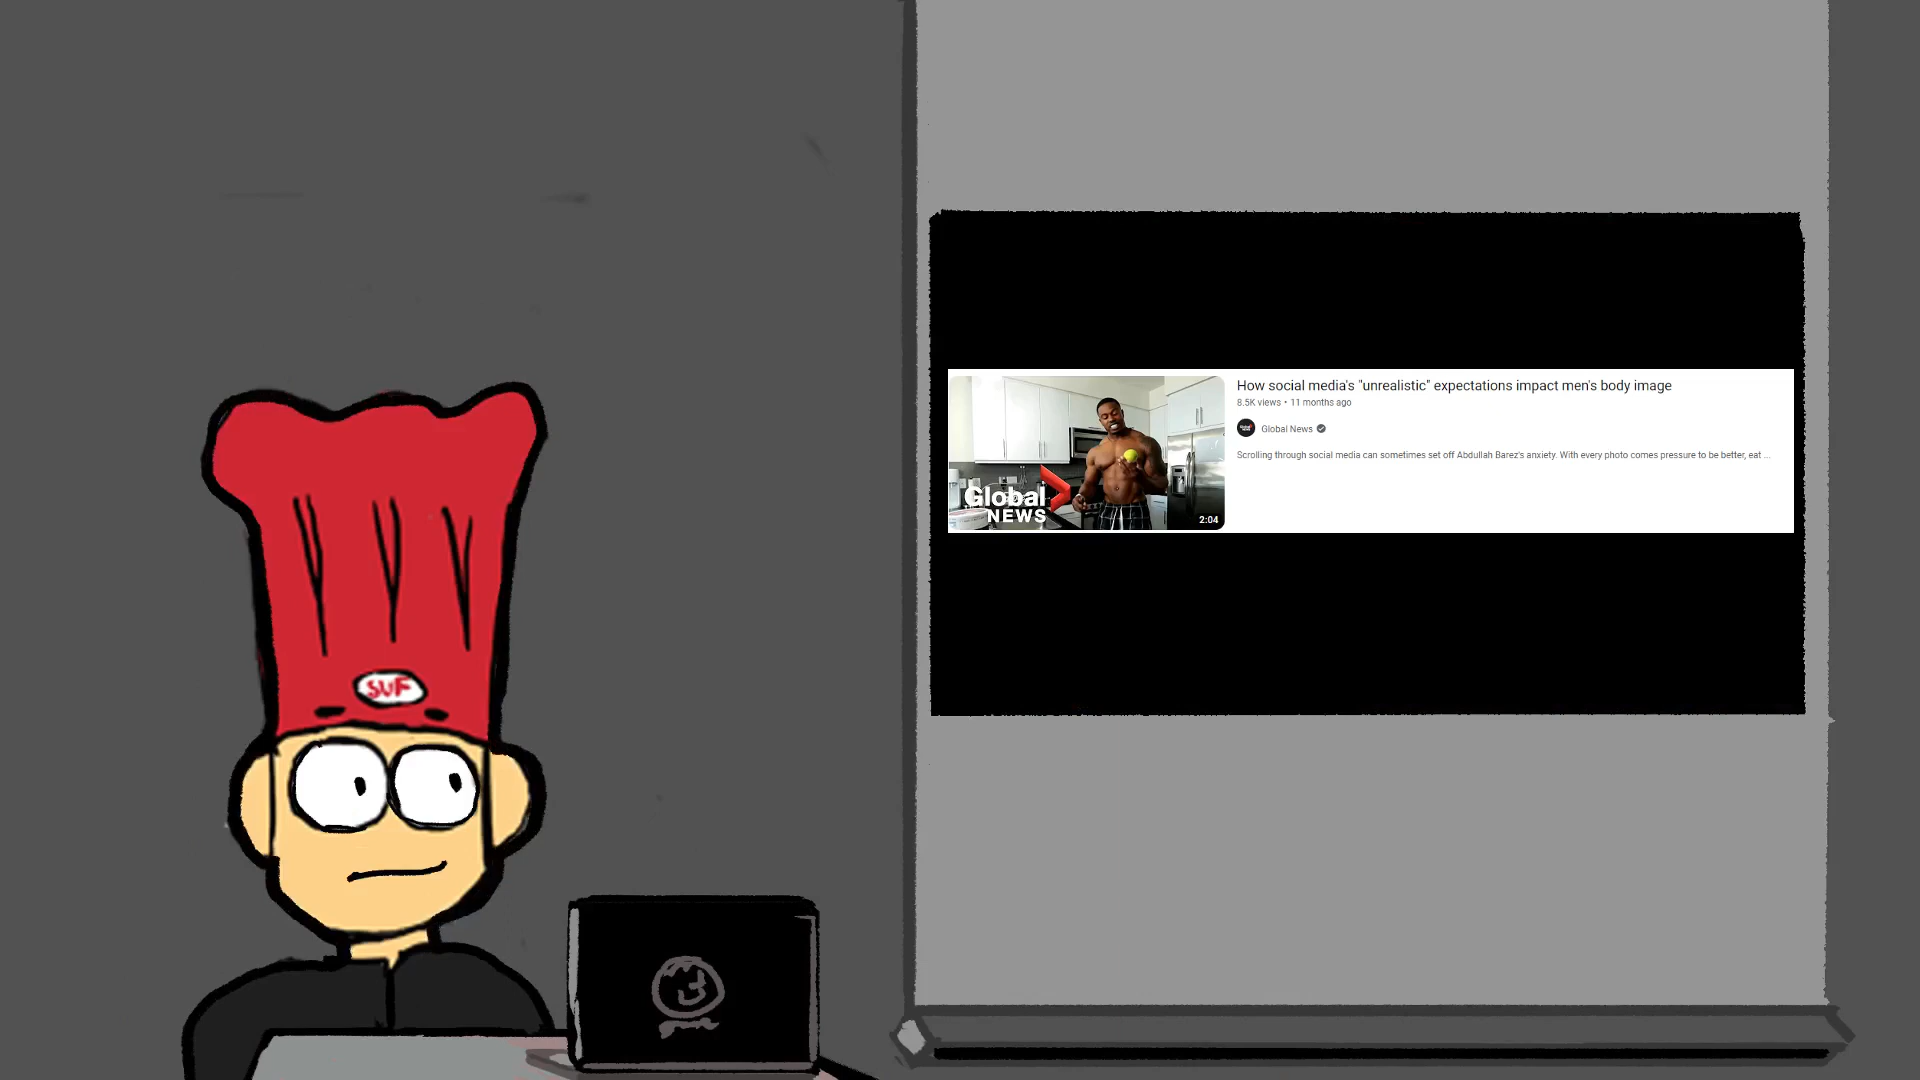 SUF
How social media's "unrealistic" expectations impact men's body image
8.5K views • 11 months ago
Global News
Scrolling through social media can sometimes set off Abdullah Barez's anxiety. With every photo comes pressure to be better, eat ...
Global
NEWS
2:04